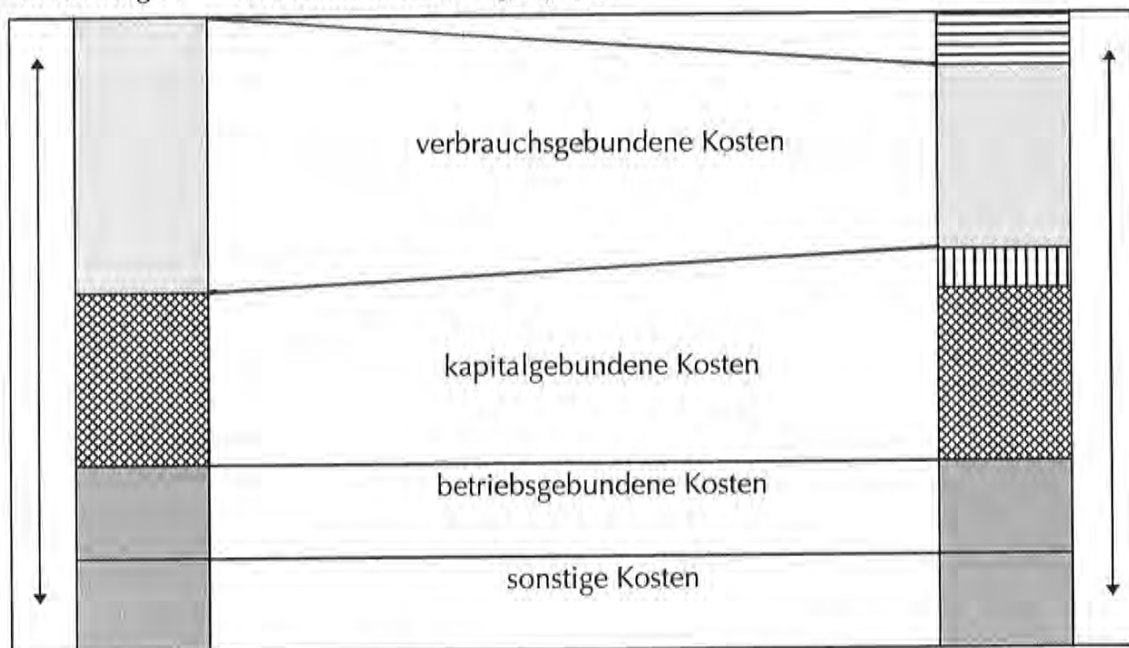 verbrauchsgebundene Kosten
kapitalgebundene Kosten
betriebsgebundene Kosten
sonstige Kosten